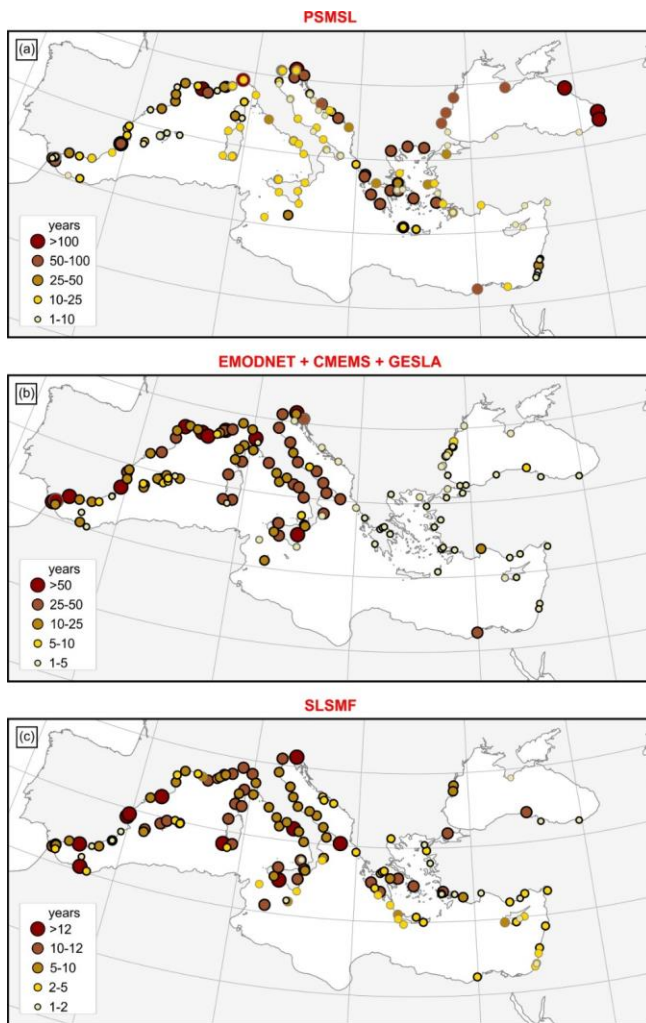 PSMSL
(a)
years
>100
50-100
25-50
10-25
1-10
EMODNET + CMEMS + GESLA
(b)
years
>50
25-50
10-25
5-10
1-5
SLSMF
(c)
years
>12
10-12
5-10
2-5
1-2